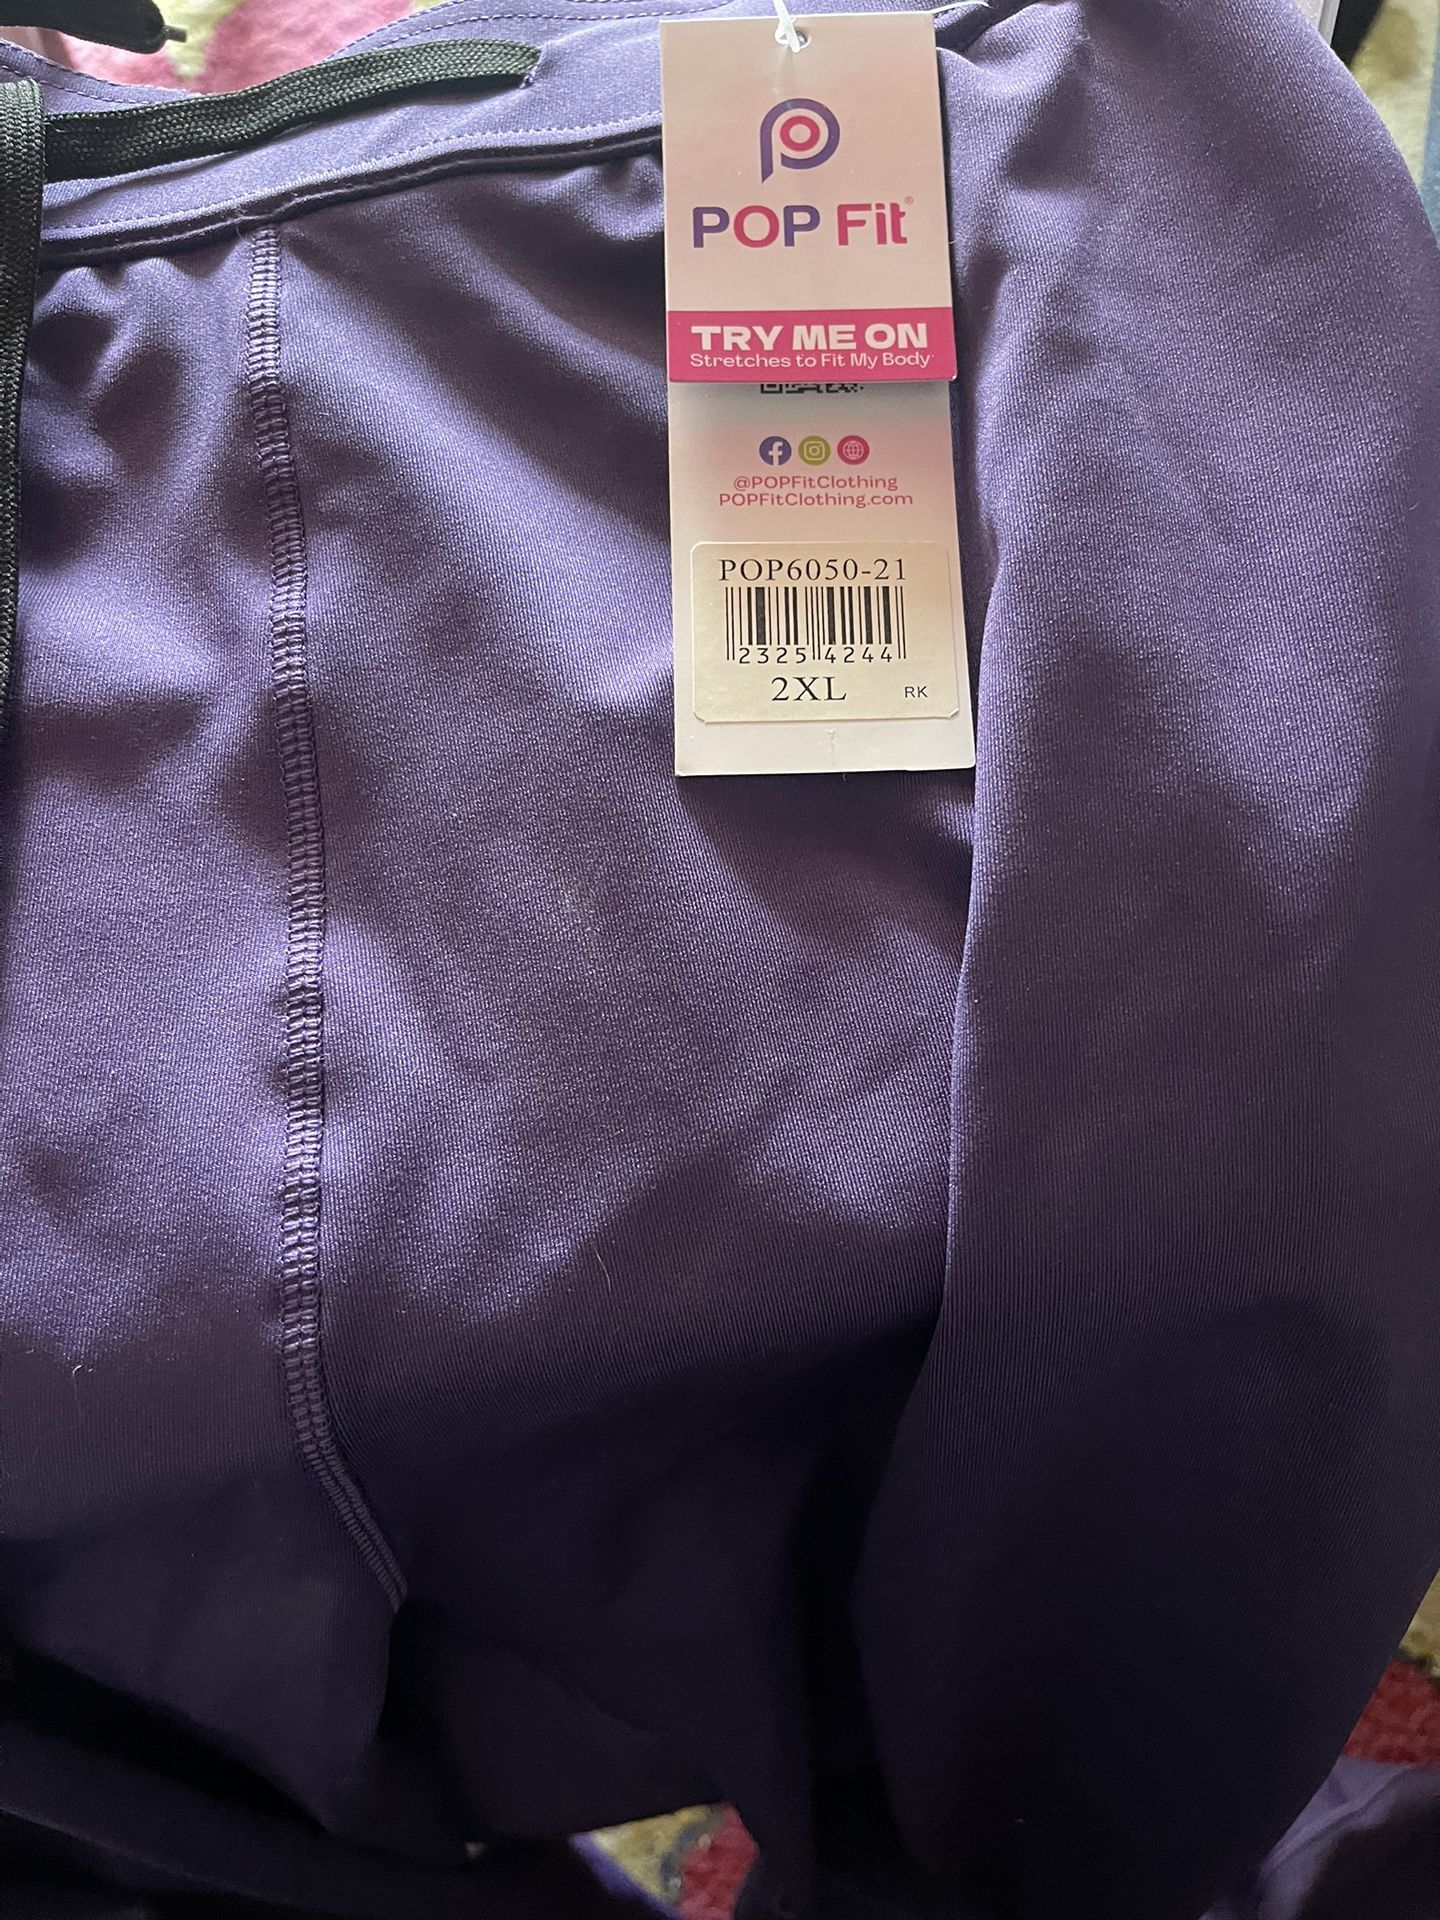 POP Fit®
TRY ME ON
Stretches to Fit My Body
@POPFitClothing
POPFitClothing.com
POP6050-21
2325 4244
2XL RK